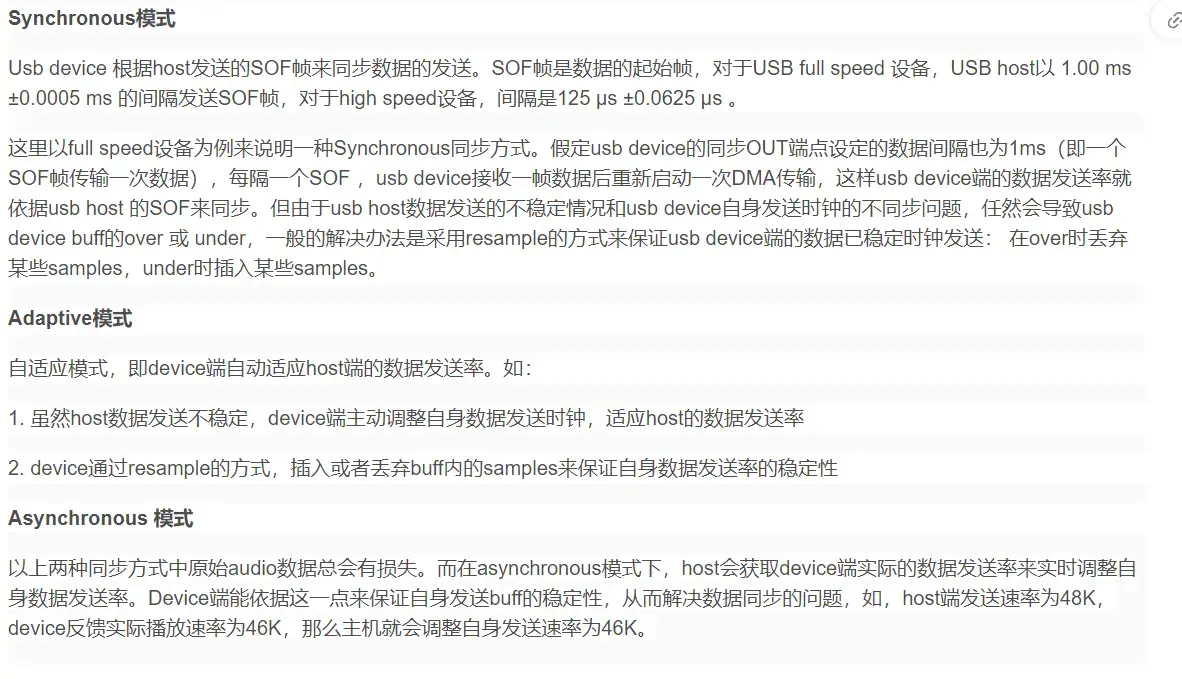 Synchronous模式
Usb device 根据host发送的SOF帧来同步数据的发送。SOF帧是数据的起始帧，对于USB full speed 设备，USB host以 1.00 ms
±0.0005 ms 的间隔发送SOF帧，对于high speed设备，间隔是125 μs ±0.0625 μs 。
这里以full speed设备为例来说明一种Synchronous同步方式。假定usb device的同步OUT端点设定的数据间隔也为1ms（即一个
SOF帧传输一次数据），每隔一个SOF ，usb device接收一帧数据后重新启动一次DMA传输，这样usb device端的数据发送率就
依据usb host 的SOF来同步。但由于usb host数据发送的不稳定情况和usb device自身发送时钟的不同步问题，任然会导致usb
device buff的over 或 under，一般的解决办法是采用resample的方式来保证usb device端的数据已稳定时钟发送： 在over时丢弃
某些samples，under时插入某些samples。
Adaptive模式
自适应模式，即device端自动适应host端的数据发送率。如：
1. 虽然host数据发送不稳定，device端主动调整自身数据发送时钟，适应host的数据发送率
2. device通过resample的方式，插入或者丢弃buff内的samples来保证自身数据发送率的稳定性
Asynchronous 模式
以上两种同步方式中原始audio数据总会有损失。而在asynchronous模式下，host会获取device端实际的数据发送率来实时调整自
身数据发送率。Device端能依据这一点来保证自身发送buff的稳定性，从而解决数据同步的问题，如，host端发送速率为48K，
device反馈实际播放速率为46K，那么主机就会调整自身发送速率为46K。